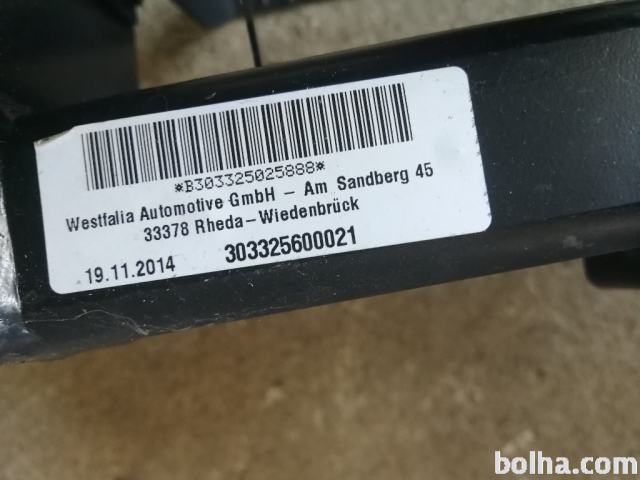 *B303325025888*
Westfalia Automotive GmbH - Am Sandberg 45
33378 Rheda-Wiedenbrück
19.11.2014 303325600021
bolha.com